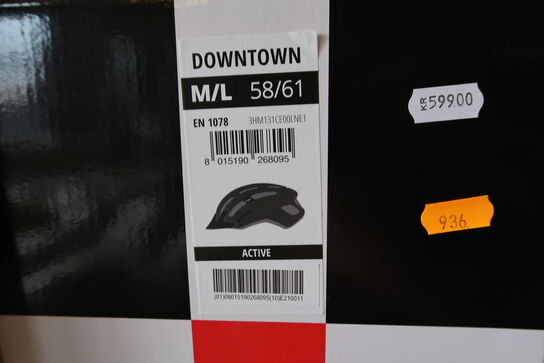 DOWNTOWN
M/L 58/61
EN 1078 3HM131CE00LNE1
8 015190 268095
ACTIVE
(01)08015190268095(10)E210011
KR 599.00
936